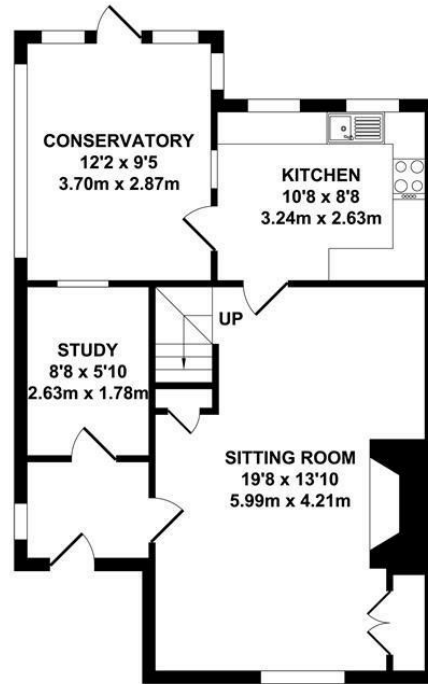 CONSERVATORY
12'2 x 9'5
3.70m x 2.87m
KITCHEN
10'8 x 8'8
3.24m x 2.63m
UP
STUDY
8'8 x 5'10
2.63m x 1.78m
SITTING ROOM
19'8 x 13'10
5.99m x 4.21m